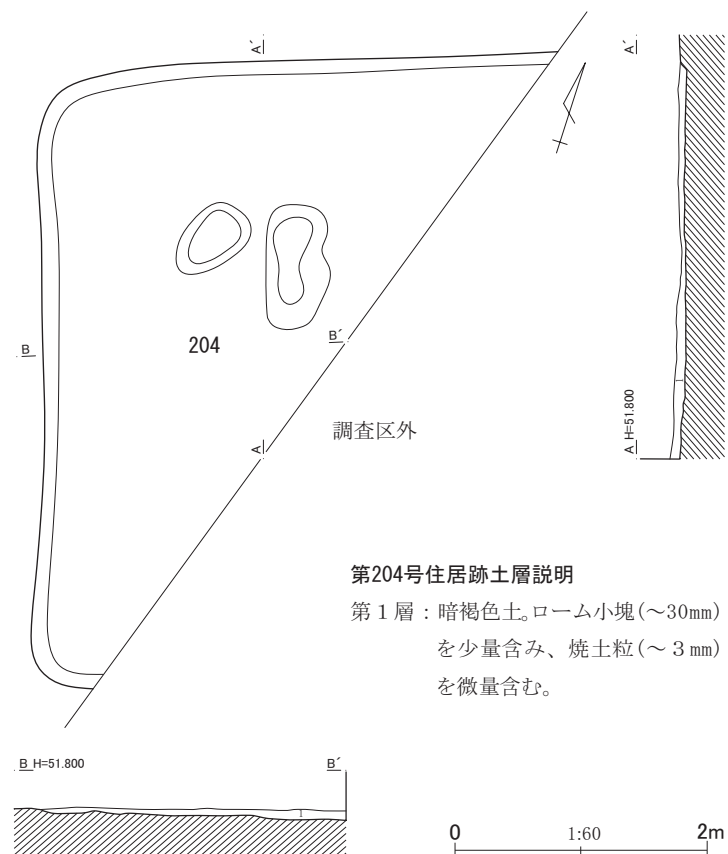 A´
A´
204
B
B´
A
調査区外
A H=51.800
第204号住居跡土層説明
第１層：暗褐色土。ローム小塊(～30mm)
を少量含み、焼土粒(～３mm)
を微量含む。
B H=51.800
B´
1
1
0
1:60
2m